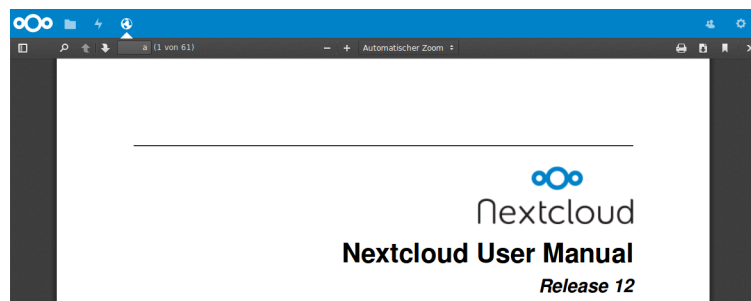 a (1 von 61)
Automatischer Zoom
Nextcloud
Nextcloud User Manual
Release 12